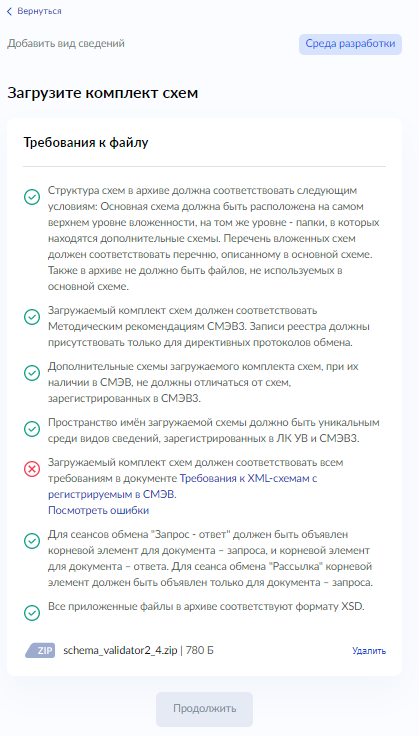 Вернуться
Добавить вид сведений
Среда разработки
Загрузите комплект схем
Требования к файлу
Структура схем в архиве должна соответствовать следующим
условиям: Основная схема должна быть расположена на самом
верхнем уровне вложенности, на том же уровне - папки, в которых
находятся дополнительные схемы. Перечень вложенных схем
должен соответствовать перечню, описанному в основной схеме.
Также в архиве не должно быть файлов, не используемых в
основной схеме.
Загружаемый комплект схем должен соответствовать
Методическим рекомендациям СМЭВ3. Записи реестра должны
присутствовать только для директивных протоколов обмена.
Дополнительные схемы загружаемого комплекта схем, при их
наличии в СМЭВ, не должны отличаться от схем,
зарегистрированных в СМЭВ3.
Пространство имён загружаемой схемы должно быть уникальным
среди видов сведений, зарегистрированных в ЛК УВ и СМЭВ3.
Загружаемый комплект схем должен соответствовать всем
требованиям в документе Требования к XML-схемам с
регистрируемым в СМЭВ.
Посмотреть ошибки
Для сеансов обмена "Запрос - ответ" должен быть объявлен
корневой элемент для документа – запроса, и корневой элемент
для документа – ответа. Для сеанса обмена "Рассылка" корневой
элемент должен быть объявлен только для документа – запроса.
Все приложенные файлы в архиве соответствуют формату XSD.
ZIP schema_validator2_4.zip | 780 Б Удалить
Продолжить